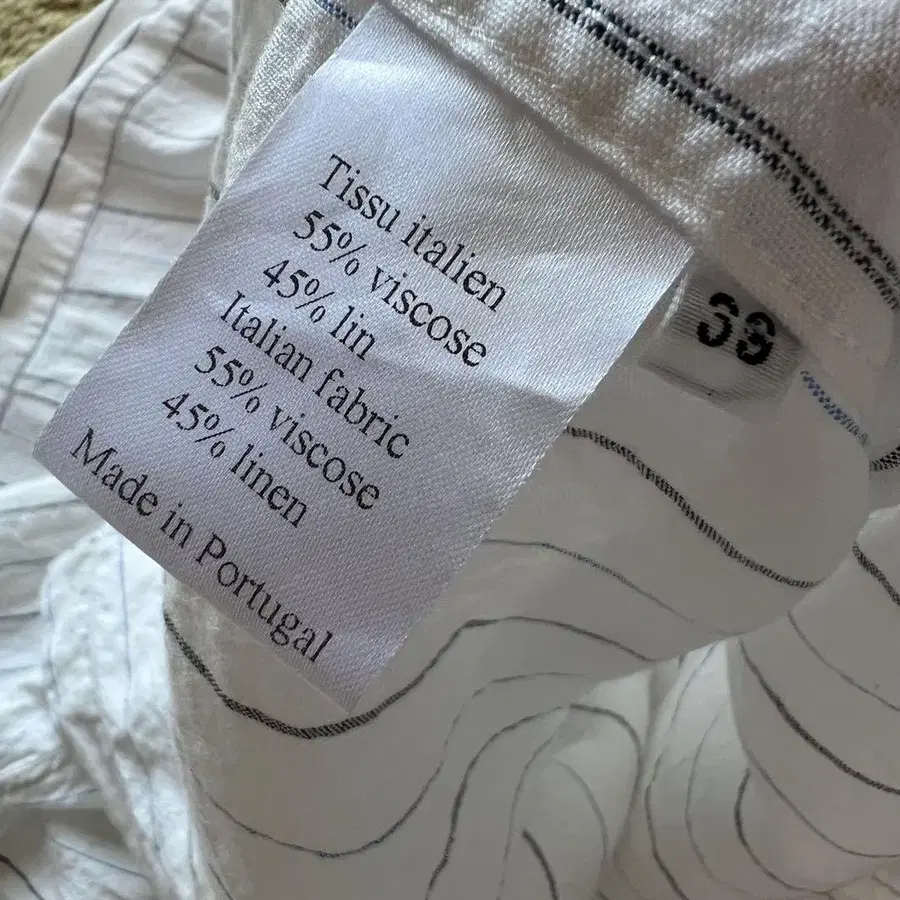 Tissu italien
55% viscose
45% lin
Italian fabric
55% viscose
45% linen
Made in Portugal
39